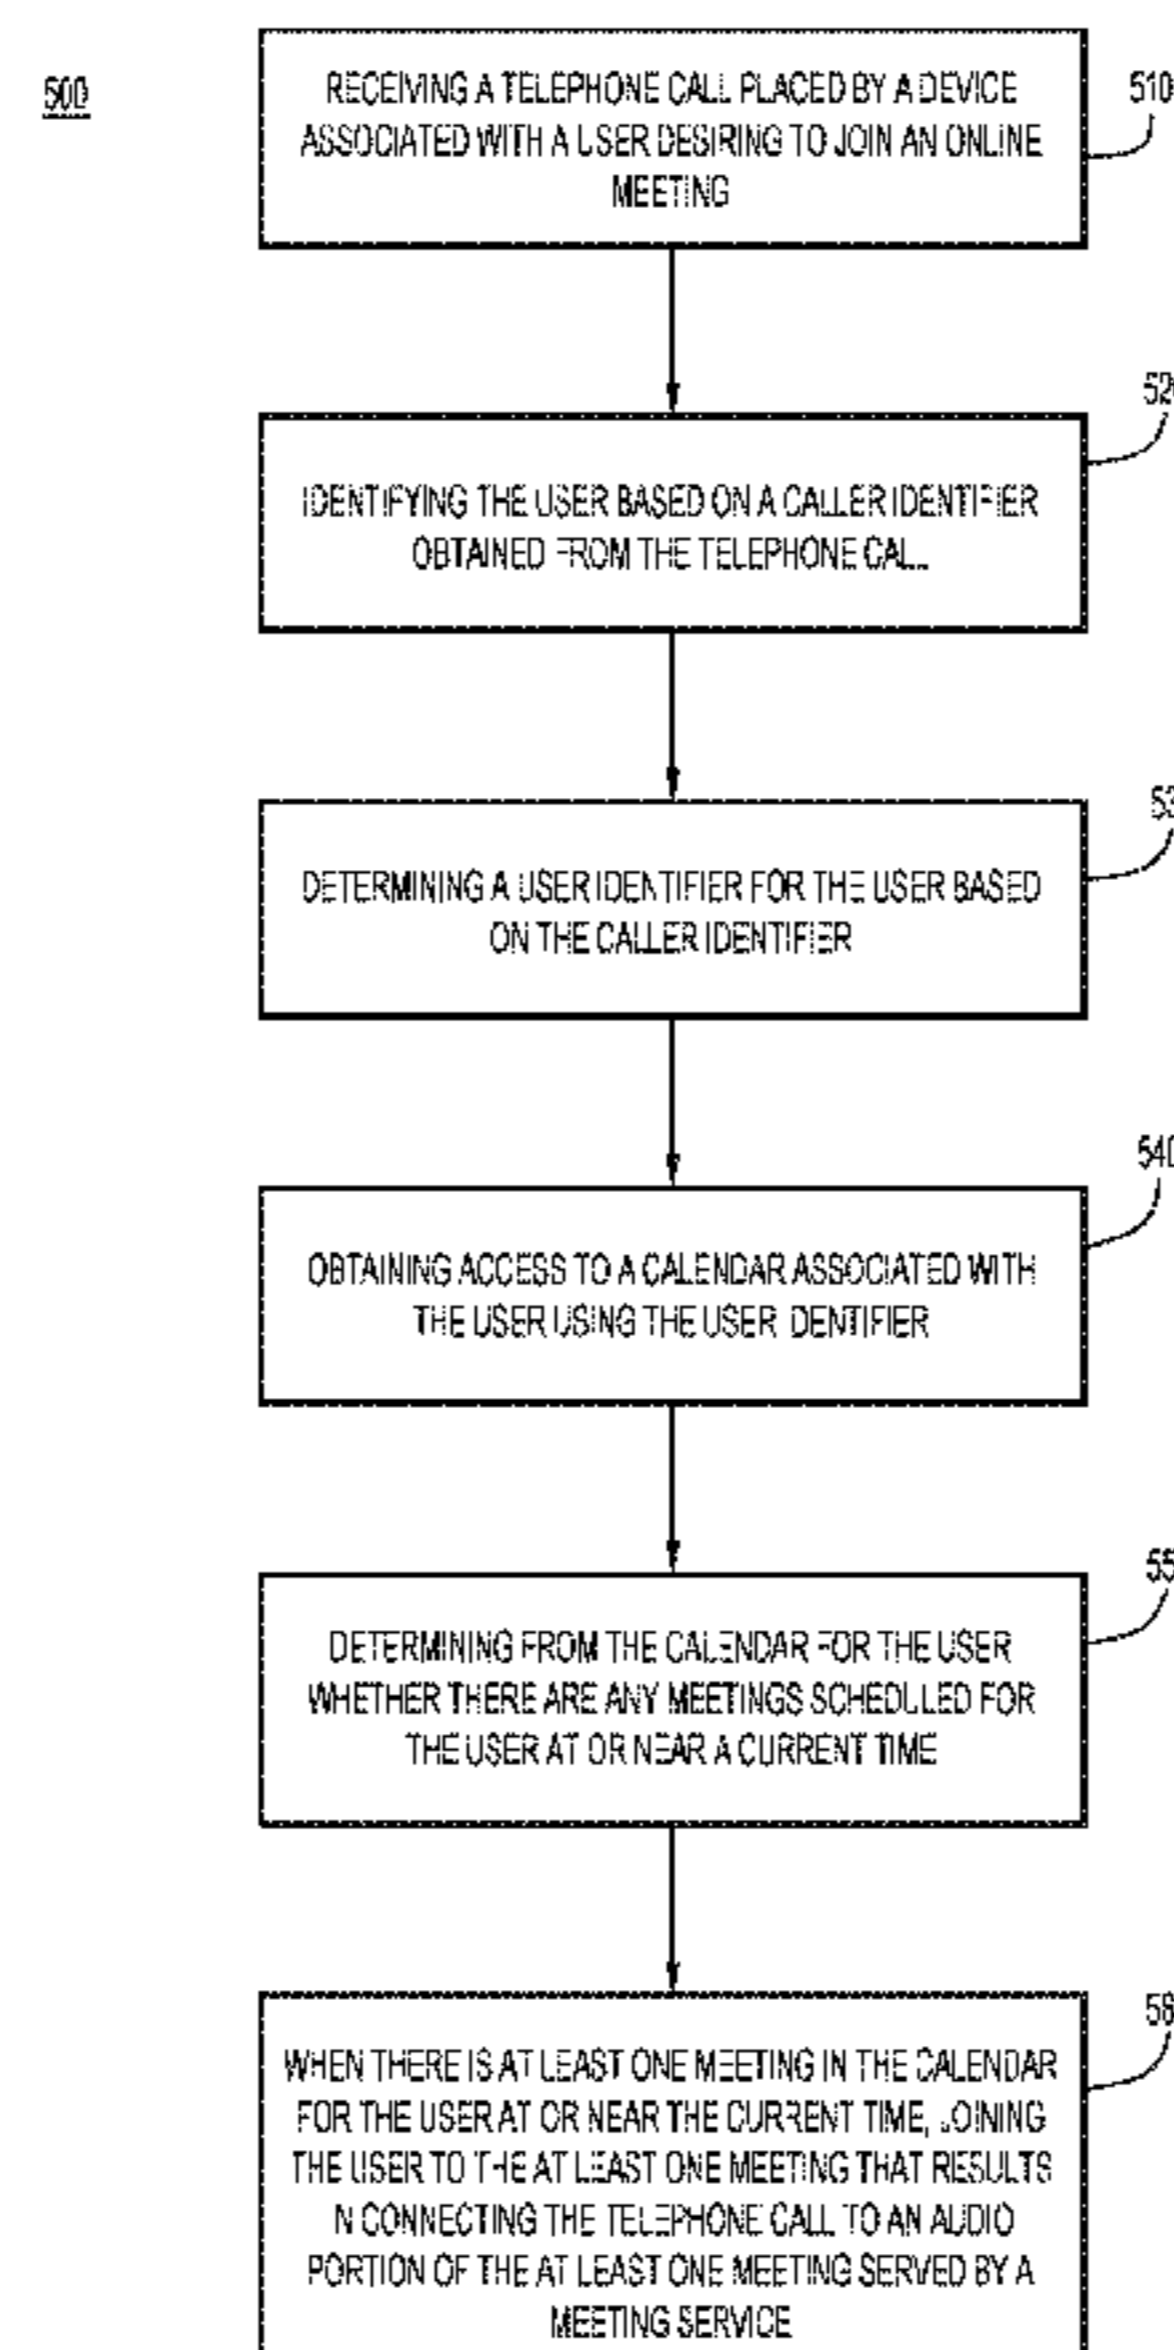 500
RECEIVING A TELEPHONE CALL PLACED BY A DEVICE
ASSOCIATED WITH A USER DESIRING TO JOIN AN ONLINE
MEETING
510
52
IDENTIFYING THE USER BASED ON A CALLER IDENTIFIER
OBTAINED FROM THE TELEPHONE CALL
53
DETERMINING A USER IDENTIFIER FOR THE USER BASED
ON THE CALLER IDENTIFIER
540
OBTAINING ACCESS TO A CALENDAR ASSOCIATED WITH
THE USER USING THE USER IDENTIFIER
55
DETERMINING FROM THE CALENDAR FOR THE USER
WHETHER THERE ARE ANY MEETINGS SCHEDULED FOR
THE USER AT OR NEAR A CURRENT TIME
56
WHEN THERE IS AT LEAST ONE MEETING IN THE CALENDAR
FOR THE USER AT OR NEAR THE CURRENT TIME, JOINING
THE USER TO THE AT LEAST ONE MEETING THAT RESULTS
IN CONNECTING THE TELEPHONE CALL TO AN AUDIO
PORTION OF THE AT LEAST ONE MEETING SERVED BY A
MEETING SERVICE